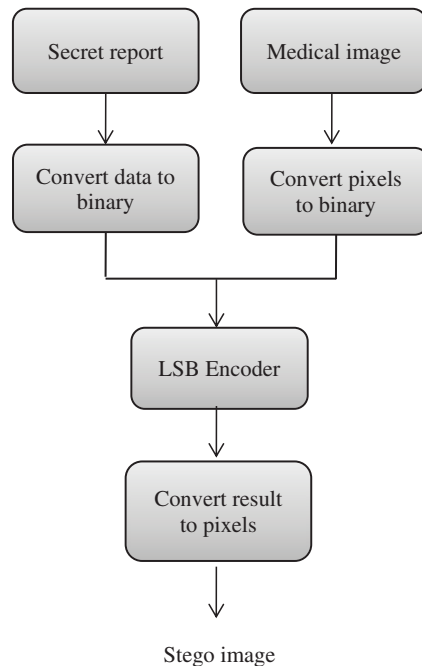 Secret report
Medical image
Convert data to
binary
Convert pixels
to binary
LSB Encoder
Convert result
to pixels
Stego image